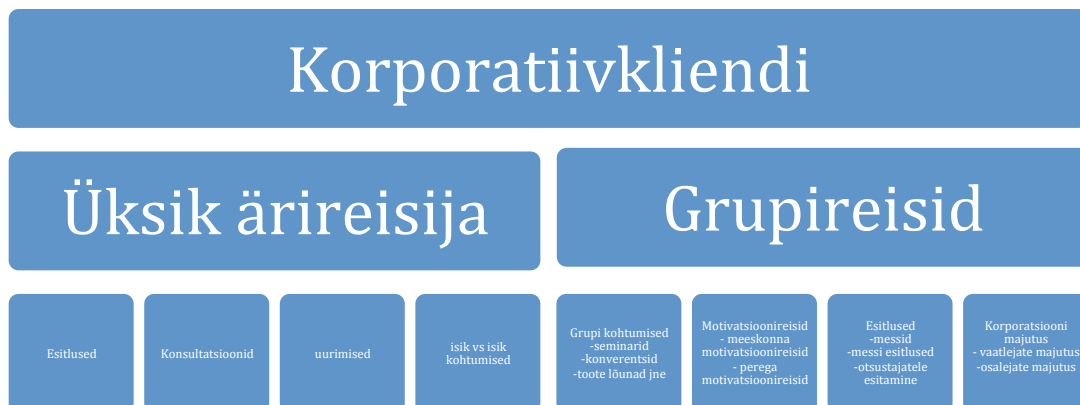 Korporatiivkliendi
Üksik ärireisija
Grupireisid
Esitlused
Konsultatsioonid
uurimised
isik vs isik
kohtumised
Grupi kohtumised
-seminarid
-konverentsid
-toote lõunad jne
Motivatsioonireisid
- meeskonna
motivatsioonireisid
- perega
motivatsioonireisid
Esitlused
-messid
-messi esitlused
-otsustajatele
esitamine
Korporatsiooni
majutus
- vaatlejate majutus
-osalejate majutus